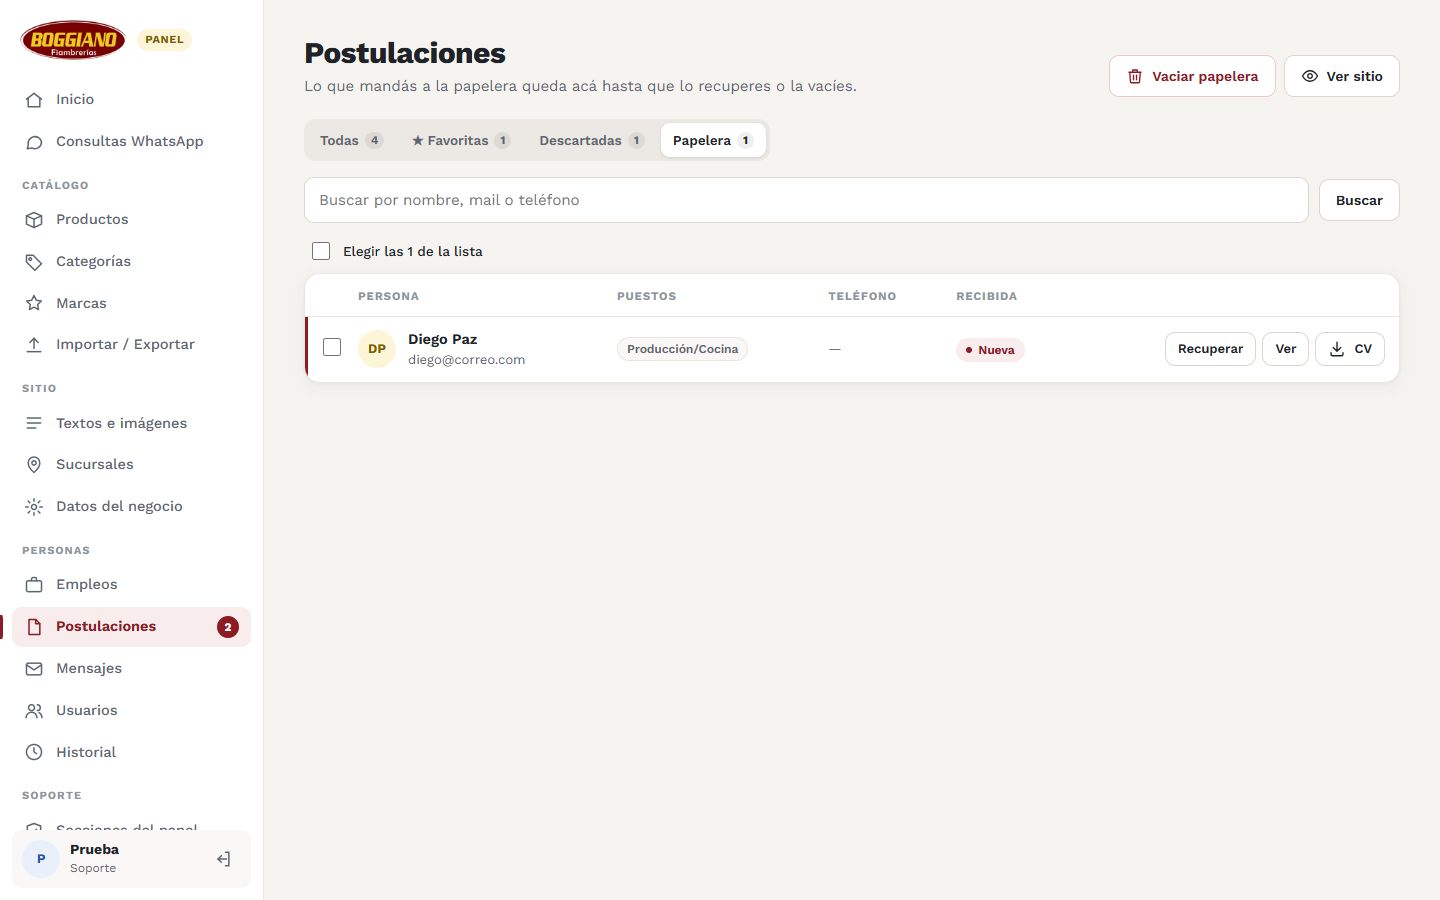 BOGGIANO
Fiambrerías
PANEL
Inicio
Consultas WhatsApp
CATÁLOGO
Productos
Categorías
Marcas
Importar / Exportar
SITIO
Textos e imágenes
Sucursales
Datos del negocio
PERSONAS
Empleos
Postulaciones 2
Mensajes
Usuarios
Historial
SOPORTE
Secciones del panel
P
Prueba
Soporte
Postulaciones
Lo que mandás a la papelera queda acá hasta que lo recuperes o la vacíes.
Vaciar papelera
Ver sitio
Todas 4 ★ Favoritas 1 Descartadas 1 Papelera 1
Buscar por nombre, mail o teléfono
Buscar
Elegir las 1 de la lista
PERSONA PUESTOS TELÉFONO RECIBIDA
DP
Diego Paz
diego@correo.com
Producción/Cocina
—
Nueva
Recuperar
Ver
CV